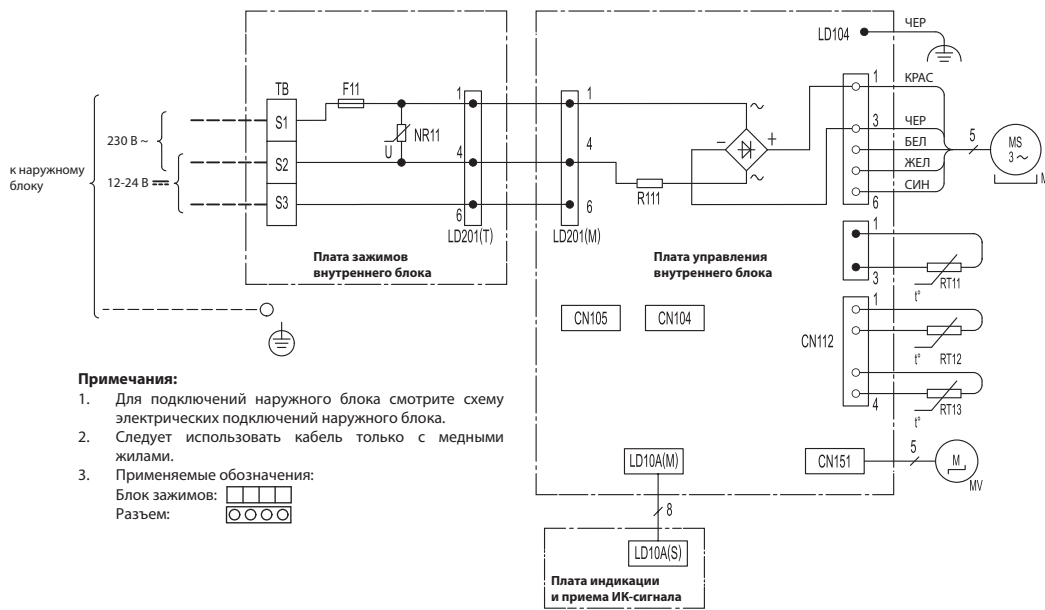 LD104
ЧЕР
TB
F11
1
1
1
КРАС
S1
230 В ~
NR11
U
S2
4
4
3
ЧЕР
БЕЛ
5
MS
3 ~
M
к наружному
блоку
12-24 В
ЖЕЛ
S3
R111
СИН
6
6
6
LD201(T)
LD201(M)
Плата зажимов
внутреннего блока
Плата управления
внутреннего блока
1
3
RT11
t°
CN105
CN104
1
CN112
t°
RT12
4
t°
RT13
Примечания:
1. Для подключений наружного блока смотрите схему
электрических подключений наружного блока.
2. Следует использовать кабель только с медными
жилами.
3. Применяемые обозначения:
Блок зажимов:
Разъем:
LD10A(M)
CN151
5
M
MV
8
LD10A(S)
Плата индикации
и приема ИК-сигнала